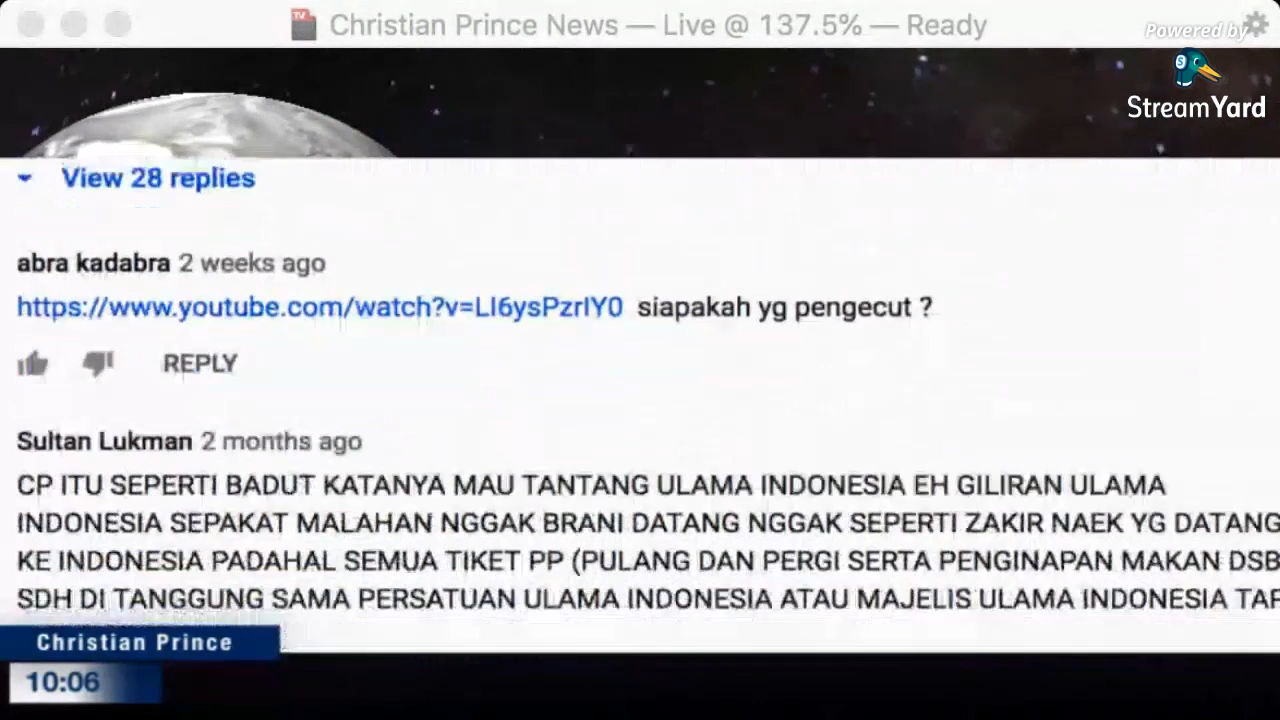 TV Christian Prince News — Live @ 137.5% — Ready
Powered by
StreamYard
View 28 replies
abra kadabra 2 weeks ago
https://www.youtube.com/watch?v=LI6ysPzrIY0 siapakah yg pengecut ?
REPLY
Sultan Lukman 2 months ago
CP ITU SEPERTI BADUT KATANYA MAU TANTANG ULAMA INDONESIA EH GILIRAN ULAMA
INDONESIA SEPAKAT MALAHAN NGGAK BRANI DATANG NGGAK SEPERTI ZAKIR NAEK YG DATANG
KE INDONESIA PADAHAL SEMUA TIKET PP (PULANG DAN PERGI SERTA PENGINAPAN MAKAN DSB
SDH DI TANGGUNG SAMA PERSATUAN ULAMA INDONESIA ATAU MAJELIS ULAMA INDONESIA
Christian Prince
10:06